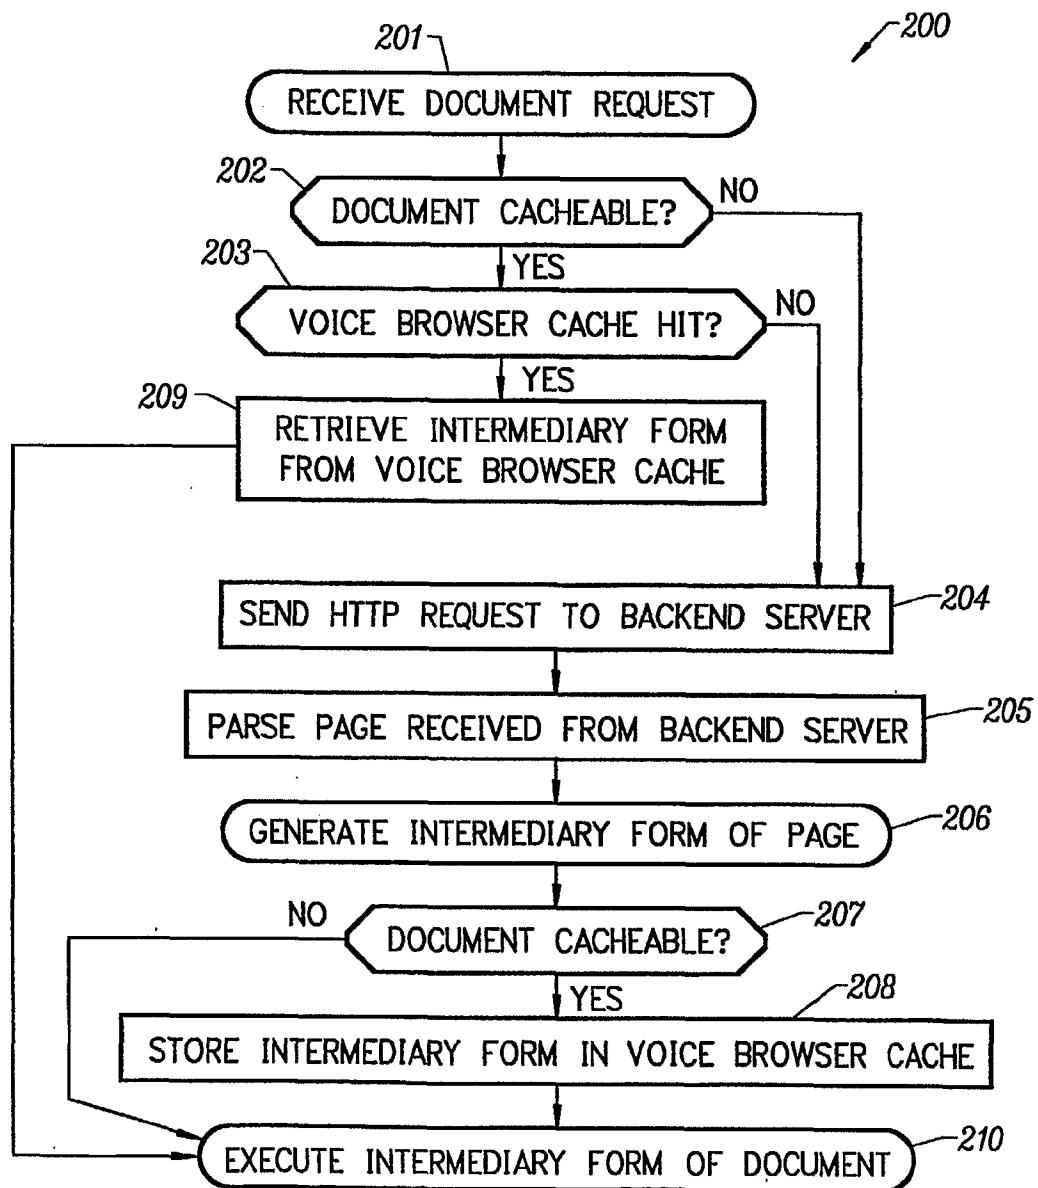 200
201
RECEIVE DOCUMENT REQUEST
202
DOCUMENT CACHEABLE?
NO
YES
203
VOICE BROWSER CACHE HIT?
NO
YES
209
RETRIEVE INTERMEDIARY FORM
FROM VOICE BROWSER CACHE
SEND HTTP REQUEST TO BACKEND SERVER
204
PARSE PAGE RECEIVED FROM BACKEND SERVER
205
GENERATE INTERMEDIARY FORM OF PAGE
206
NO
DOCUMENT CACHEABLE?
207
YES
208
STORE INTERMEDIARY FORM IN VOICE BROWSER CACHE
EXECUTE INTERMEDIARY FORM OF DOCUMENT
210